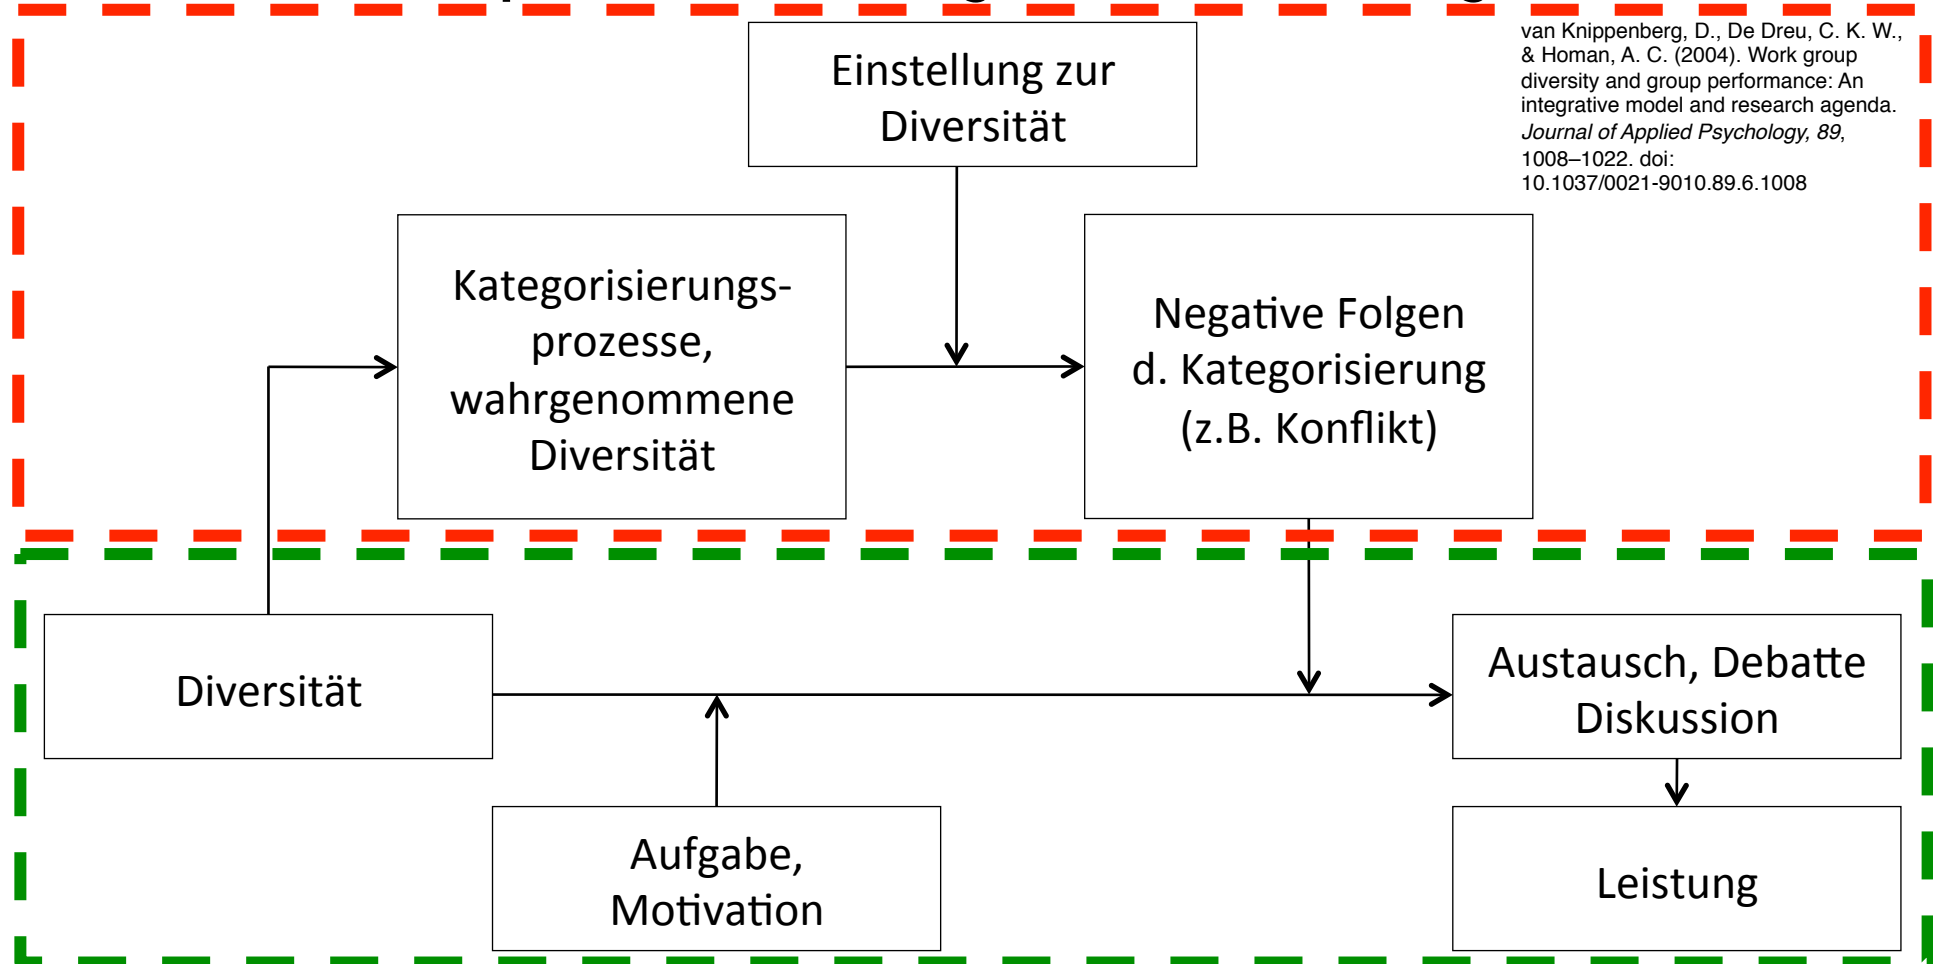 van Knippenberg, D., De Dreu, C. K. W.,
& Homan, A. C. (2004). Work group
diversity and group performance: An
integrative model and research agenda.
Journal of Applied Psychology, 89,
1008–1022. doi:
10.1037/0021-9010.89.6.1008
Einstellung zur
Diversität
Kategorisierungs-
prozesse,
wahrgenommene
Diversität
Negative Folgen
d. Kategorisierung
(z.B. Konflikt)
Diversität
Austausch, Debatte
Diskussion
Aufgabe,
Motivation
Leistung